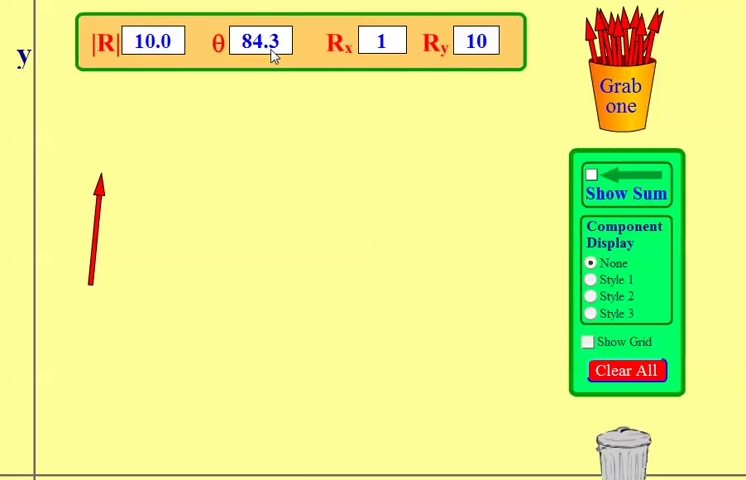 y
|R| 10.0 θ 84.3 Rx 1 Ry 10
Grab
one
Show Sum
Component
Display
None
Style 1
Style 2
Style 3
Show Grid
Clear All